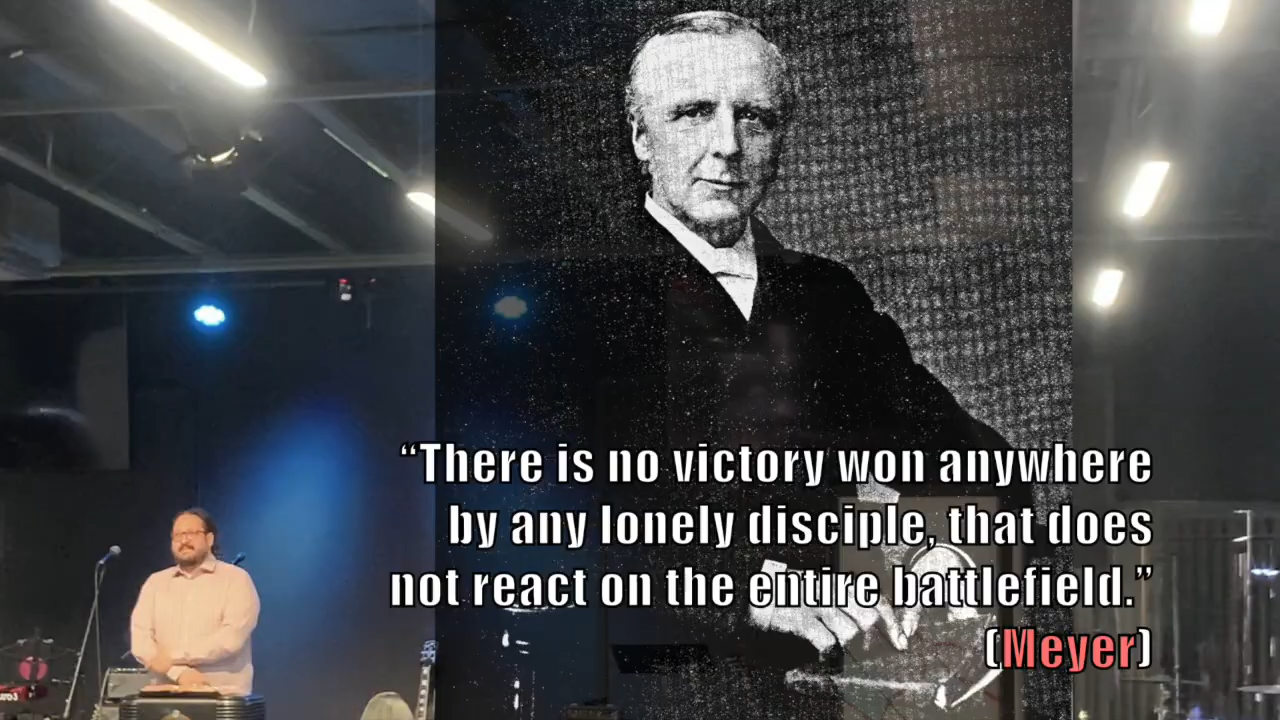 “There is no victory won anywhere
by any lonely disciple, that does
not react on the entire battlefield.”
(Meyer)